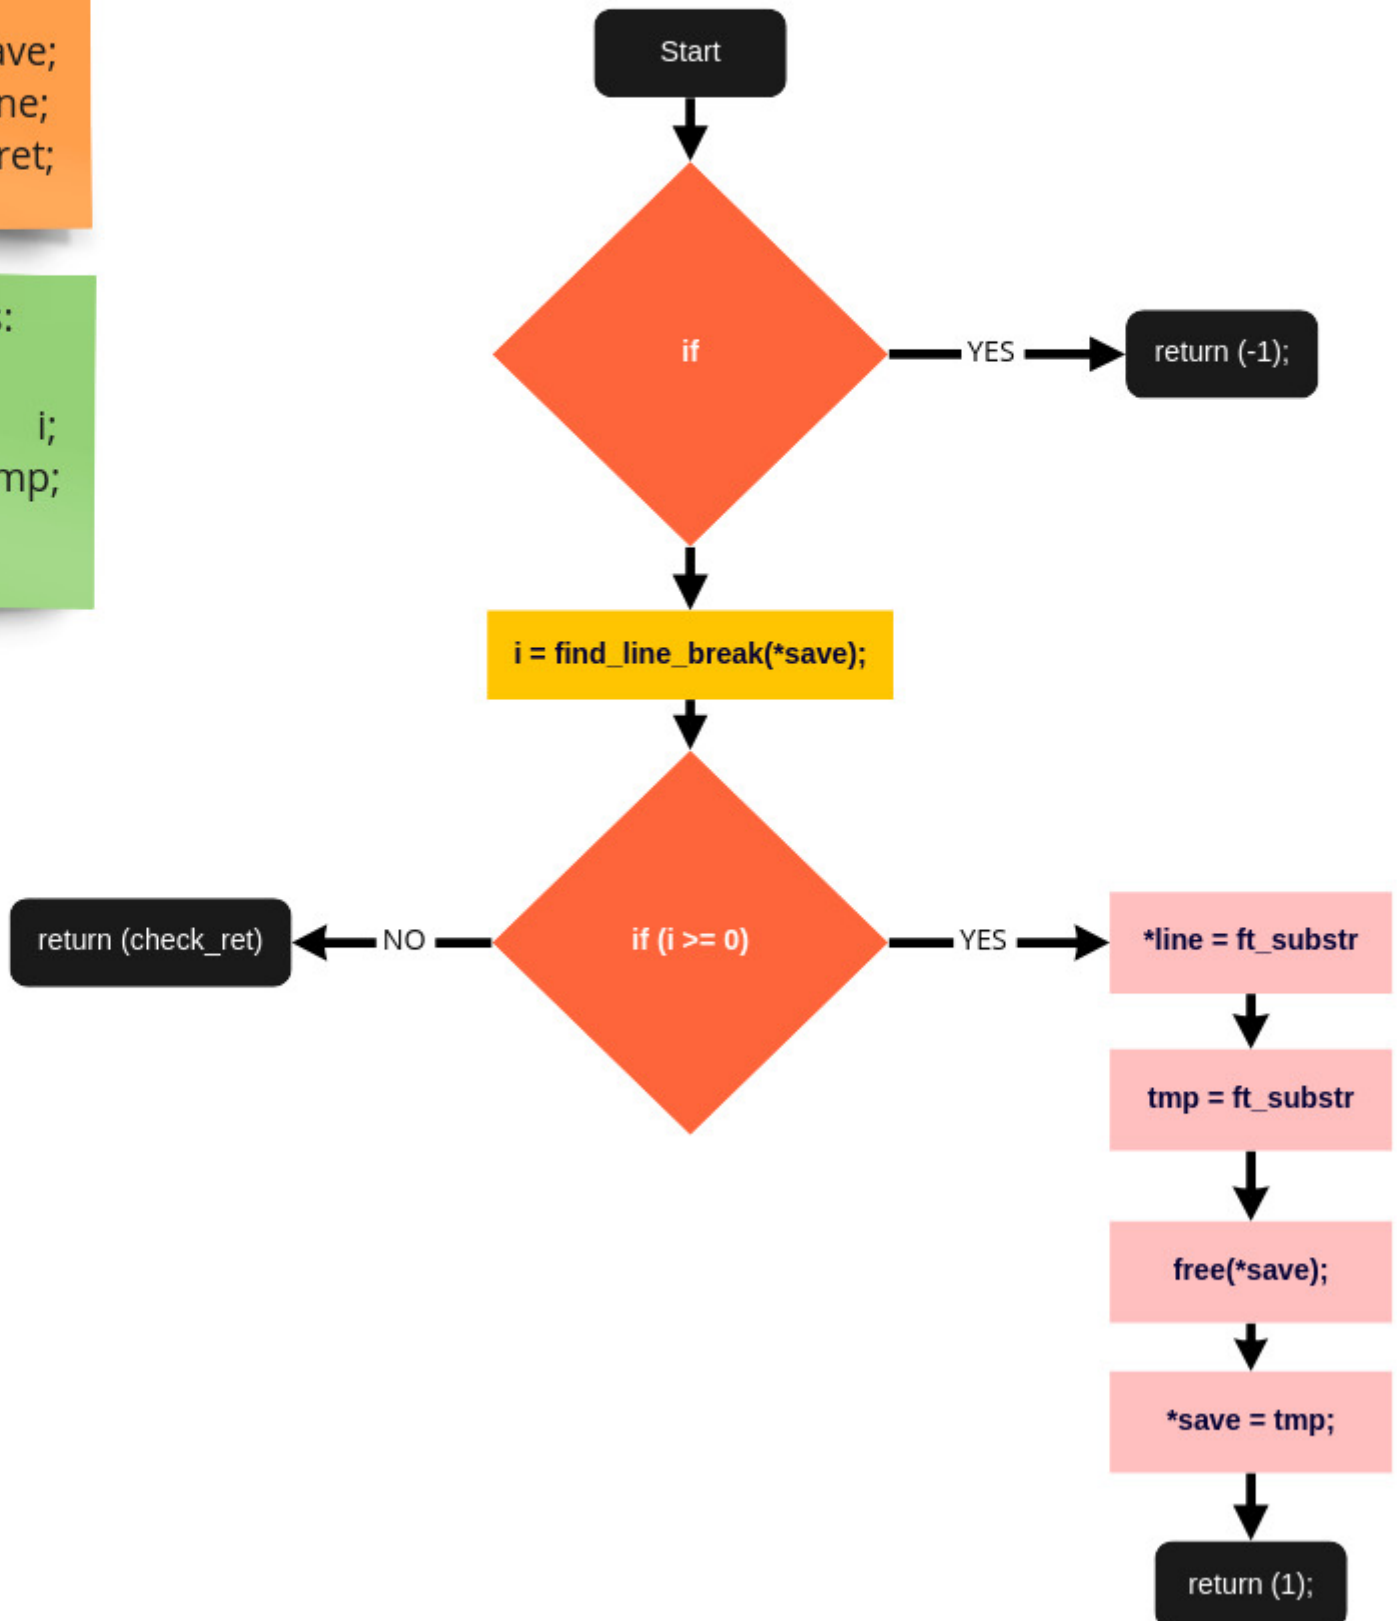 ave;
ne;
ret;
s:
i;
mp;
Start
if
YES
return (-1);
i = find_line_break(*save);
return (check_ret)
NO
if (i >= 0)
YES
*line = ft_substr
tmp = ft_substr
free(*save);
*save = tmp;
return (1);